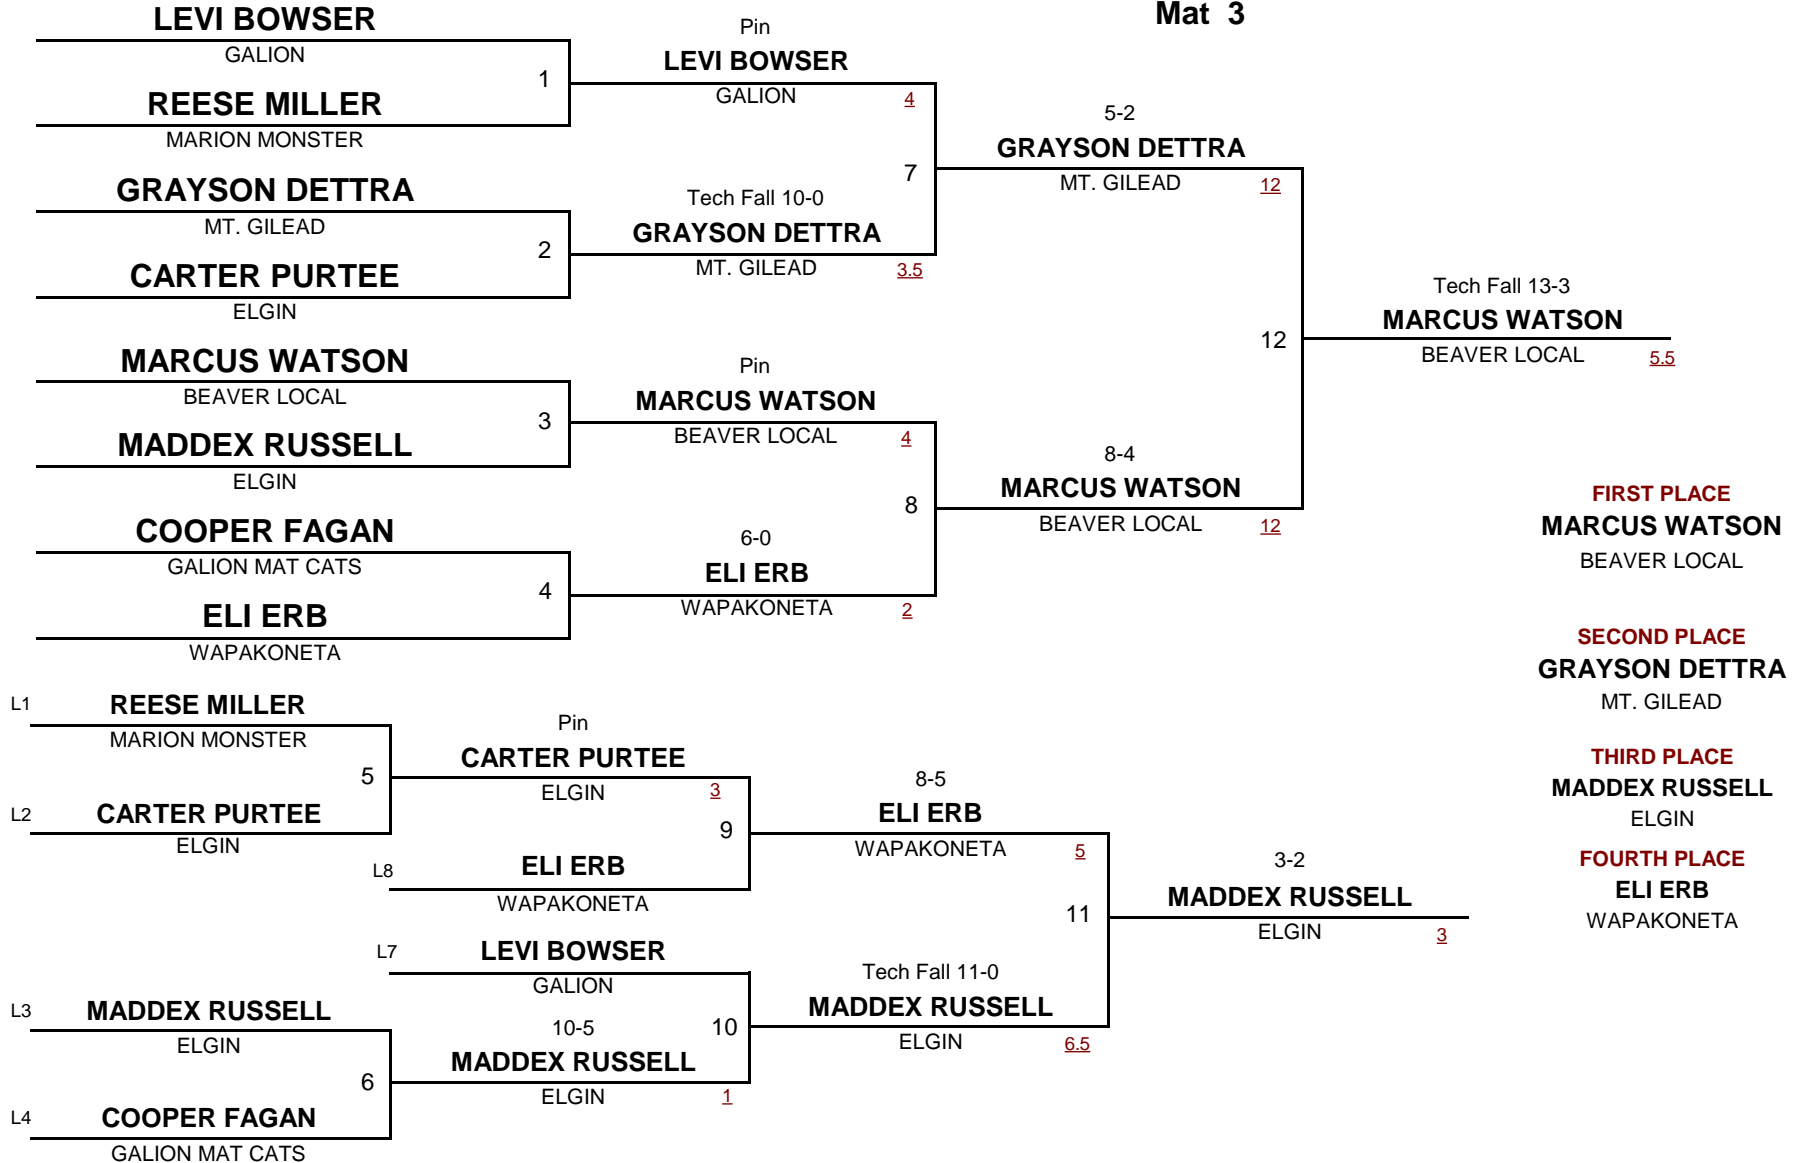 Mat 3
LEVI BOWSER
GALION
1
REESE MILLER
MARION MONSTER
GRAYSON DETTRA
MT. GILEAD
2
CARTER PURTEE
ELGIN
MARCUS WATSON
BEAVER LOCAL
3
MADDEX RUSSELL
ELGIN
COOPER FAGAN
GALION MAT CATS
4
ELI ERB
WAPAKONETA
Pin
LEVI BOWSER
GALION 4
7
Tech Fall 10-0
GRAYSON DETTRA
MT. GILEAD 3.5
Pin
MARCUS WATSON
BEAVER LOCAL 4
8
6-0
ELI ERB
WAPAKONETA 2
5-2
GRAYSON DETTRA
MT. GILEAD 12
12
8-4
MARCUS WATSON
BEAVER LOCAL 12
Tech Fall 13-3
MARCUS WATSON
BEAVER LOCAL 5.5
L1 REESE MILLER
MARION MONSTER
5
L2 CARTER PURTEE
ELGIN
Pin
CARTER PURTEE
ELGIN 3
9
L8 ELI ERB
WAPAKONETA
L7 LEVI BOWSER
GALION
10
L3 MADDEX RUSSELL
ELGIN
6
L4 COOPER FAGAN
GALION MAT CATS
10-5
MADDEX RUSSELL
ELGIN 1
8-5
ELI ERB
WAPAKONETA 5
11
Tech Fall 11-0
MADDEX RUSSELL
ELGIN 6.5
3-2
MADDEX RUSSELL
ELGIN 3
FIRST PLACE
MARCUS WATSON
BEAVER LOCAL
SECOND PLACE
GRAYSON DETTRA
MT. GILEAD
THIRD PLACE
MADDEX RUSSELL
ELGIN
FOURTH PLACE
ELI ERB
WAPAKONETA